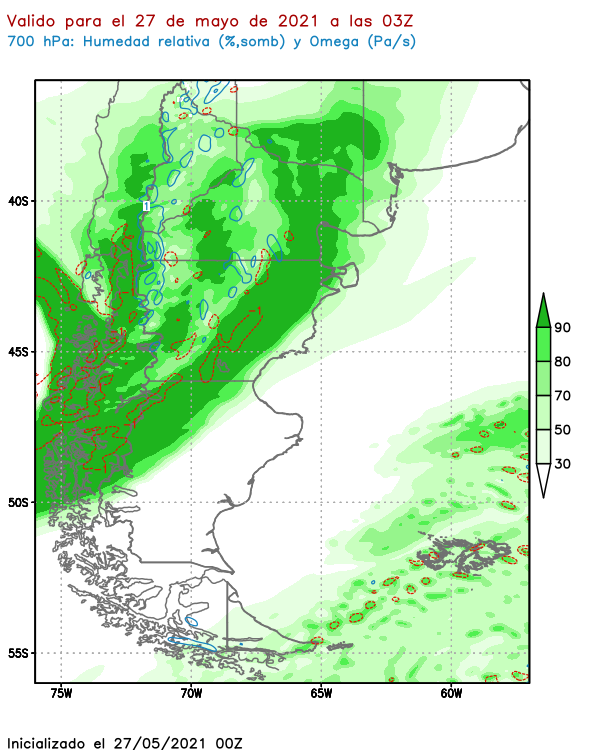 Valido para el 27 de mayo de 2021 a las 03Z
700 hPa: Humedad relativa (%,somb) y Omega (Pa/s)
40S
1
45S
90
80
70
50
30
50S
55S
75W 70W 65W 60W
Inicializado el 27/05/2021 00Z